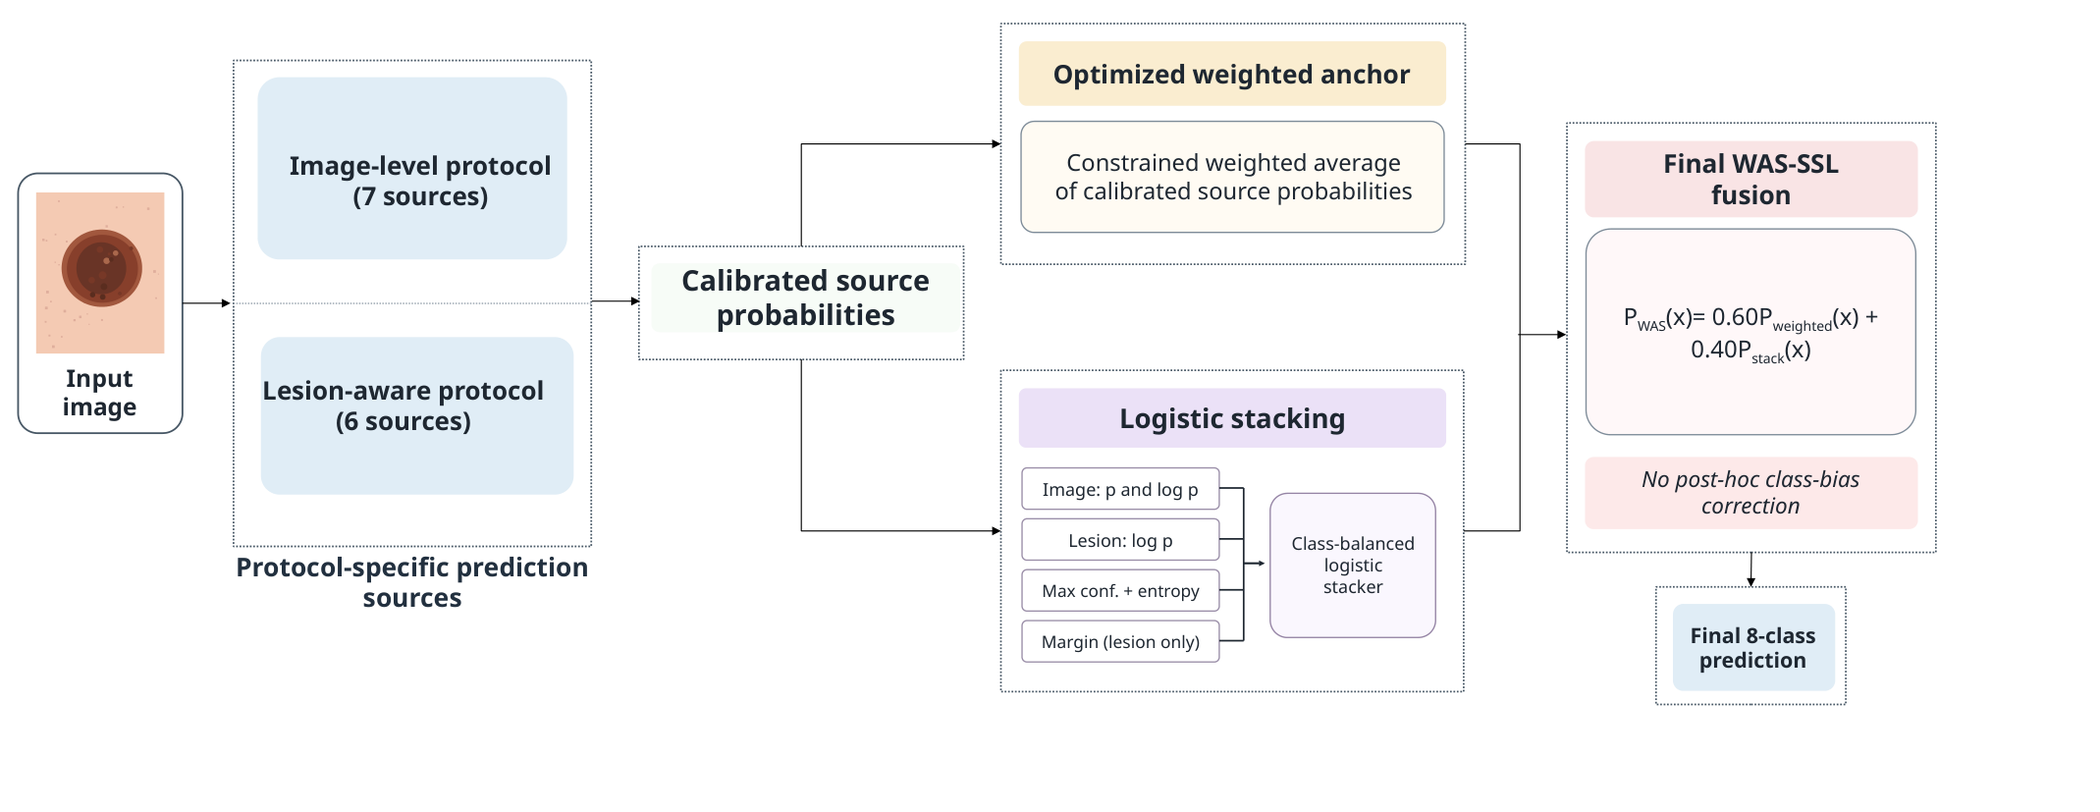 Input
image
Image-level protocol
(7 sources)
Lesion-aware protocol
(6 sources)
Protocol-specific prediction
sources
Calibrated source
probabilities
Optimized weighted anchor
Constrained weighted average
of calibrated source probabilities
Logistic stacking
Image: p and log p
Lesion: log p
Max conf. + entropy
Margin (lesion only)
Class-balanced
logistic
stacker
Final WAS-SSL
fusion
P_WAS(x)= 0.60P_weighted(x) +
0.40P_stack(x)
No post-hoc class-bias
correction
Final 8-class
prediction